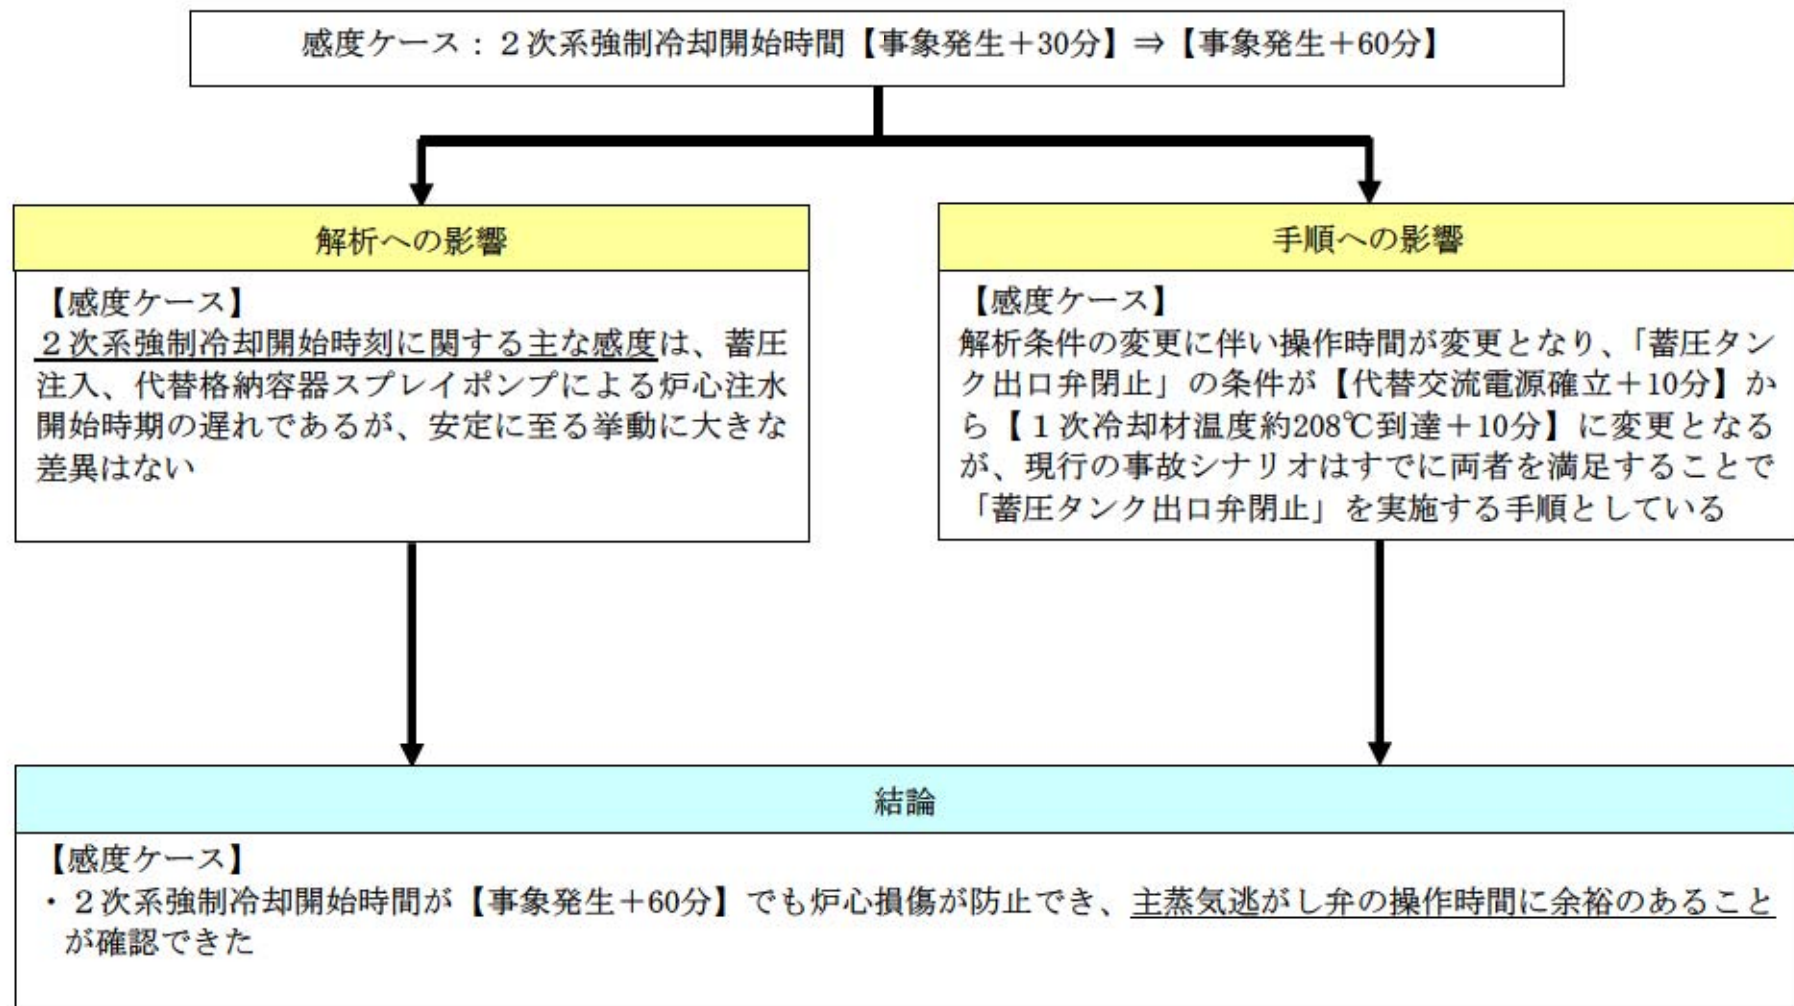 感度ケース：２次系強制冷却開始時間【事象発生＋30分】⇒【事象発生＋60分】
解析への影響
【感度ケース】
２次系強制冷却開始時刻に関する主な感度は、蓄圧
注入、代替格納容器スプレイポンプによる炉心注水
開始時期の遅れであるが、安定に至る挙動に大きな
差異はない
手順への影響
【感度ケース】
解析条件の変更に伴い操作時間が変更となり、「蓄圧タン
ク出口弁閉止」の条件が【代替交流電源確立＋10分】か
ら【１次冷却材温度約208℃到達＋10分】に変更となる
が、現行の事故シナリオはすでに両者を満足することで
「蓄圧タンク出口弁閉止」を実施する手順としている
結論
【感度ケース】
・２次系強制冷却開始時間が【事象発生＋60分】でも炉心損傷が防止でき、主蒸気逃がし弁の操作時間に余裕のあること
が確認できた